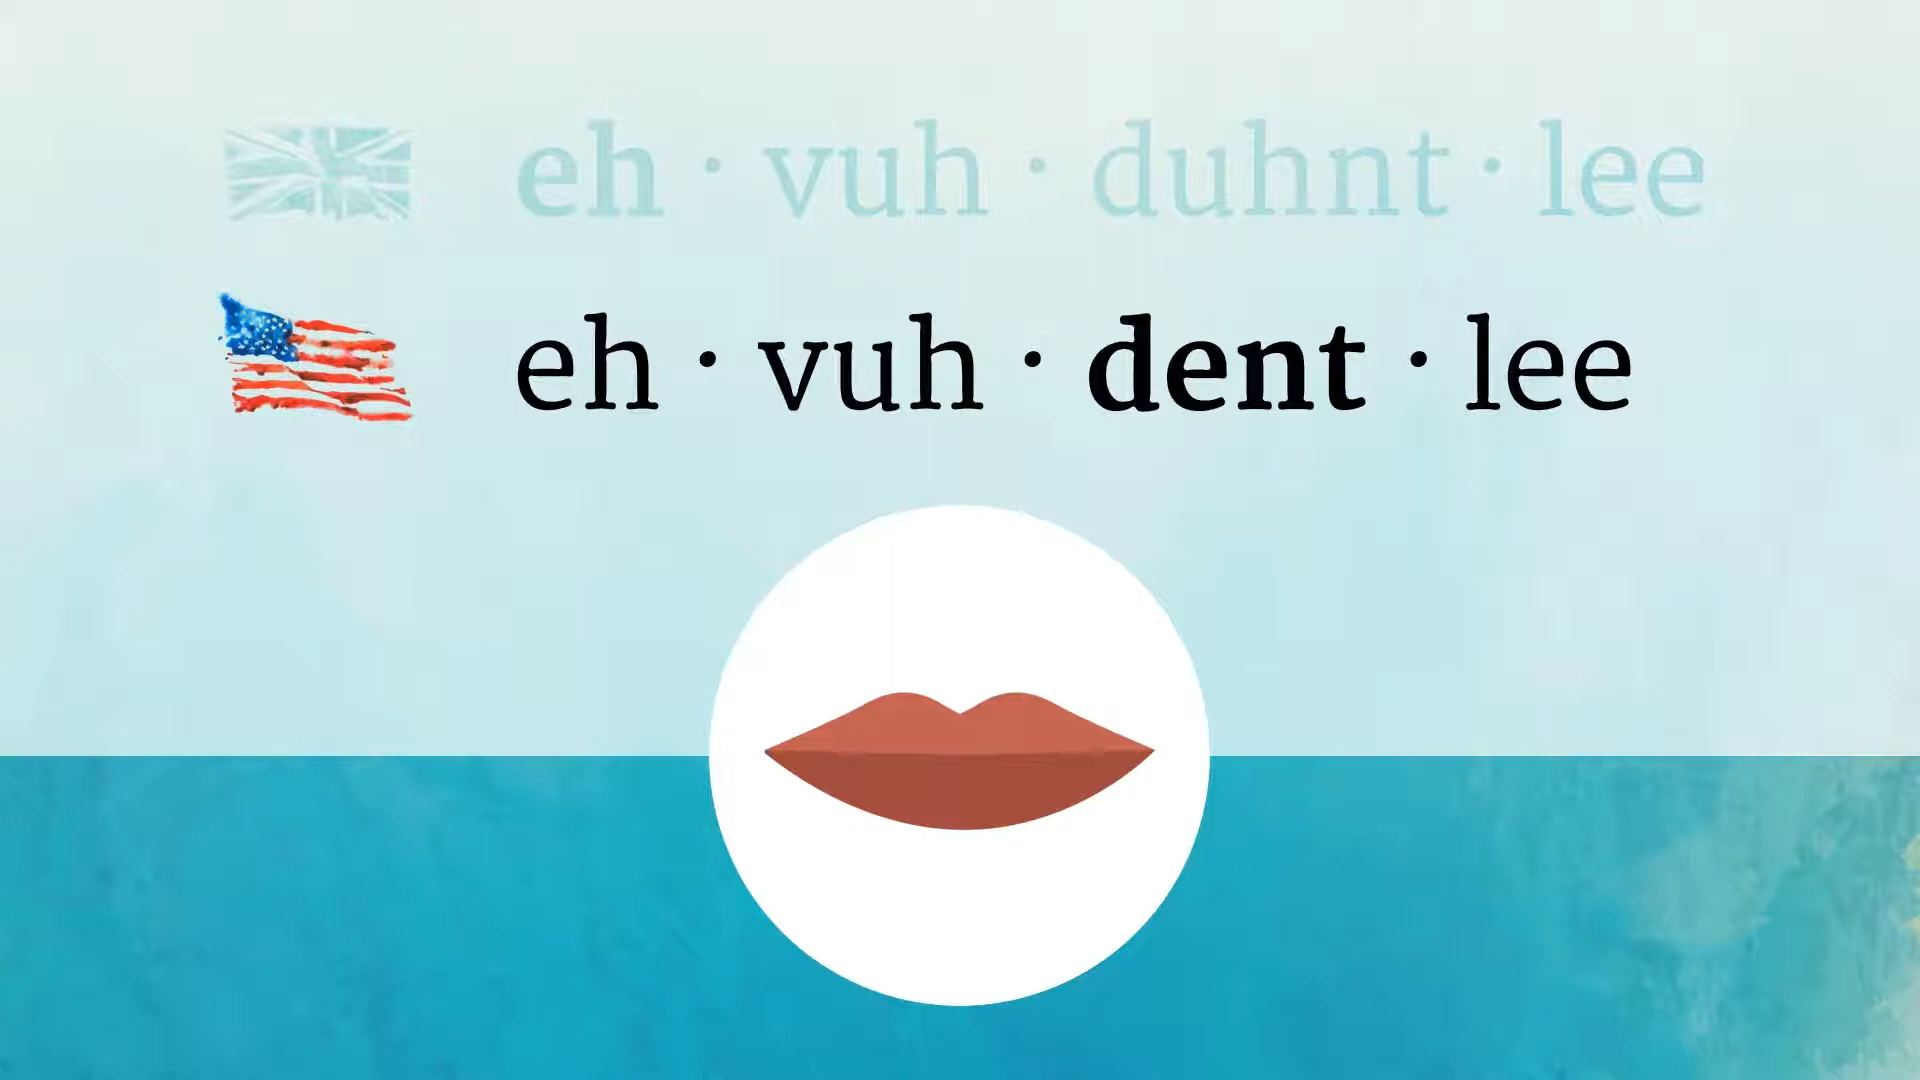 eh · vuh · duhnt · lee
eh · vuh · dent · lee